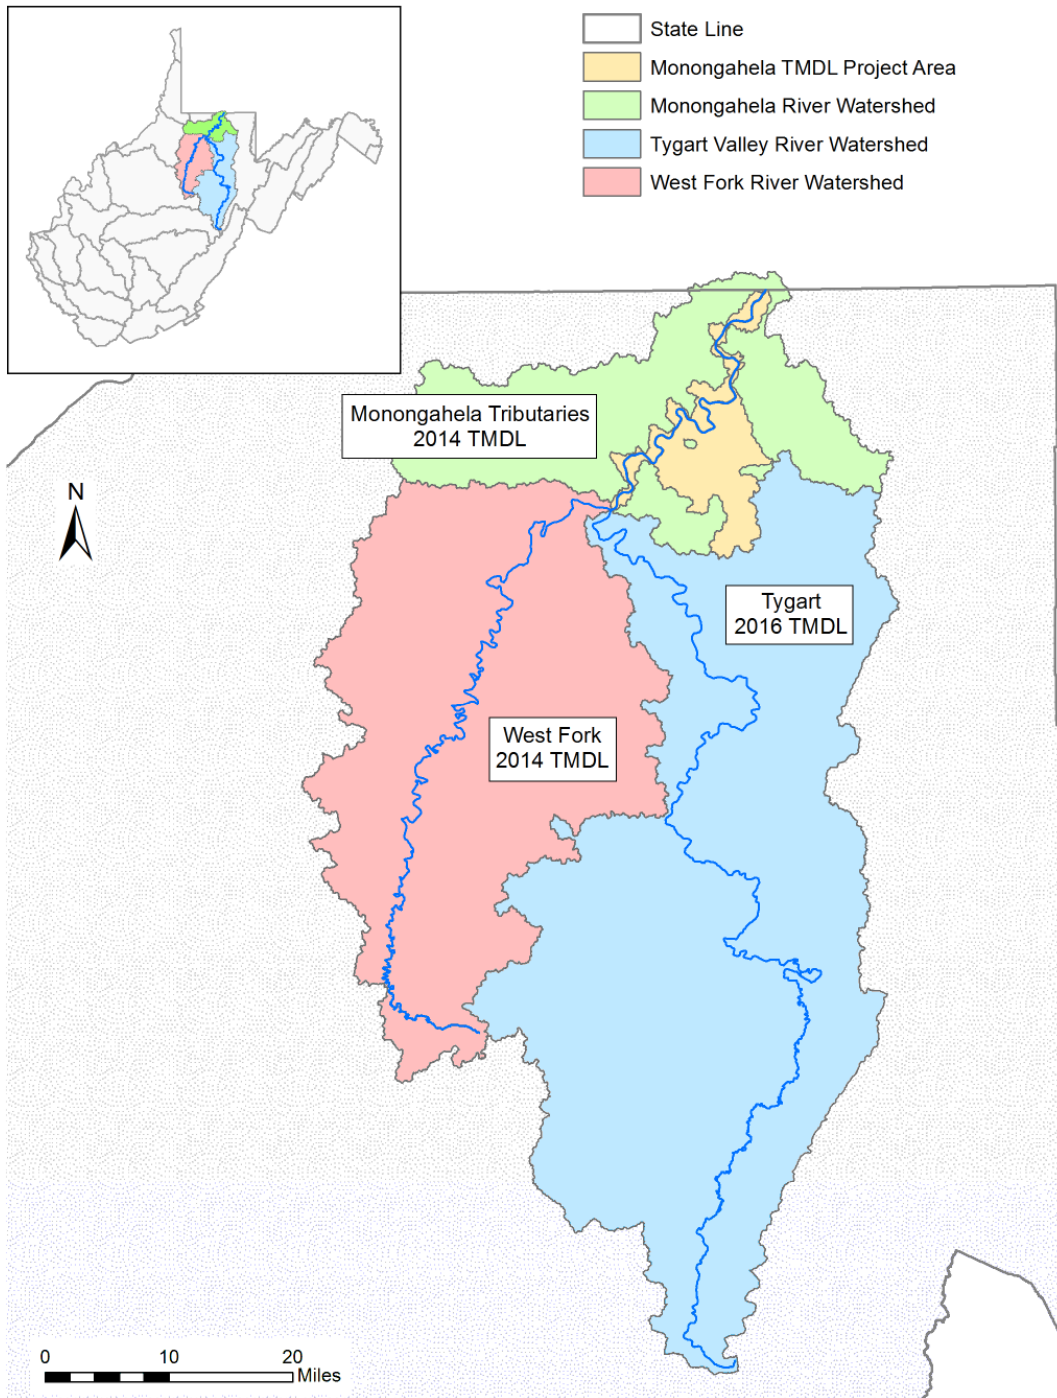 State Line
Monongahela TMDL Project Area
Monongahela River Watershed
Tygart Valley River Watershed
West Fork River Watershed
Monongahela Tributaries
2014 TMDL
N
Tygart
2016 TMDL
West Fork
2014 TMDL
0 10 20
Miles